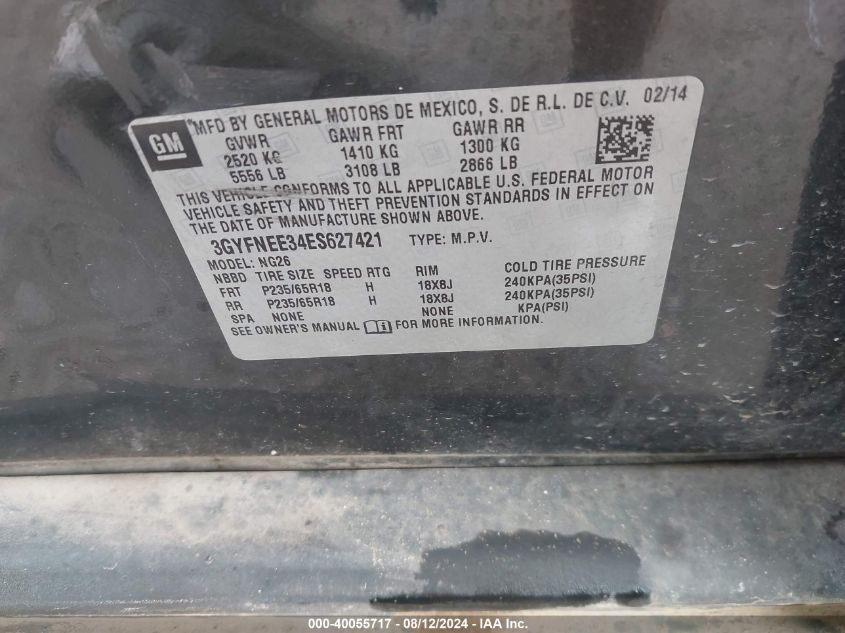 GM
MFD BY GENERAL MOTORS DE MEXICO, S. DE R.L. DE C.V. 02/14
GVWR GAWR FRT GAWR RR
2520 KG 1410 KG 1300 KG
5556 LB 3108 LB 2866 LB
THIS VEHICLE CONFORMS TO ALL APPLICABLE U.S. FEDERAL MOTOR
VEHICLE SAFETY AND THEFT PREVENTION STANDARDS IN EFFECT ON
THE DATE OF MANUFACTURE SHOWN ABOVE.
3GYFNEE34ES627421 TYPE: M.P.V.
MODEL: NG26
NBBD TIRE SIZE SPEED RTG RIM COLD TIRE PRESSURE
FRT P235/65R18 H 18X8J 240KPA(35PSI)
RR P235/65R18 H 18X8J 240KPA(35PSI)
SPA NONE NONE KPA(PSI)
SEE OWNER'S MANUAL FOR MORE INFORMATION.
000-40055717 - 08/12/2024 - IAA Inc.